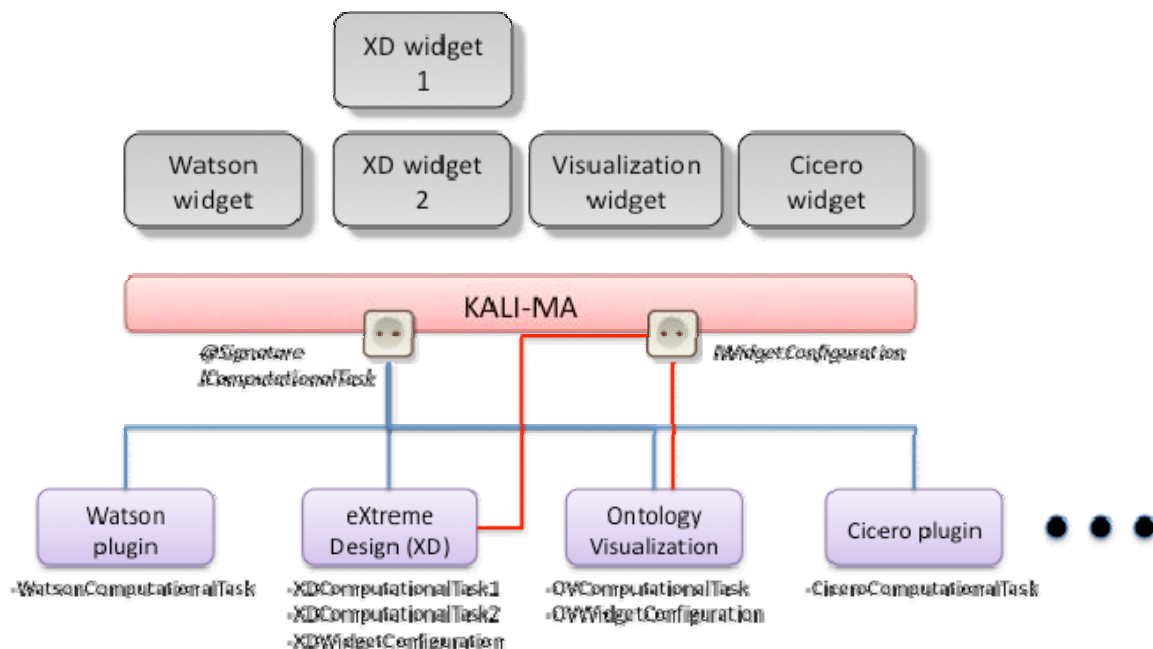 XD widget
1
Watson
widget
XD widget
2
Visualization
widget
Cicero
widget
KALI-MA
@Signature
IComputationalTask
IWidgetConfiguration
Watson
plugin
eXtreme
Design (XD)
Ontology
Visualization
Cicero plugin
-WatsonComputationalTask
-XDComputationalTask1
-XDComputationalTask2
-XDWidgetConfiguration
-OVComputationalTask
-OVWidgetConfiguration
-CiceroComputationalTask